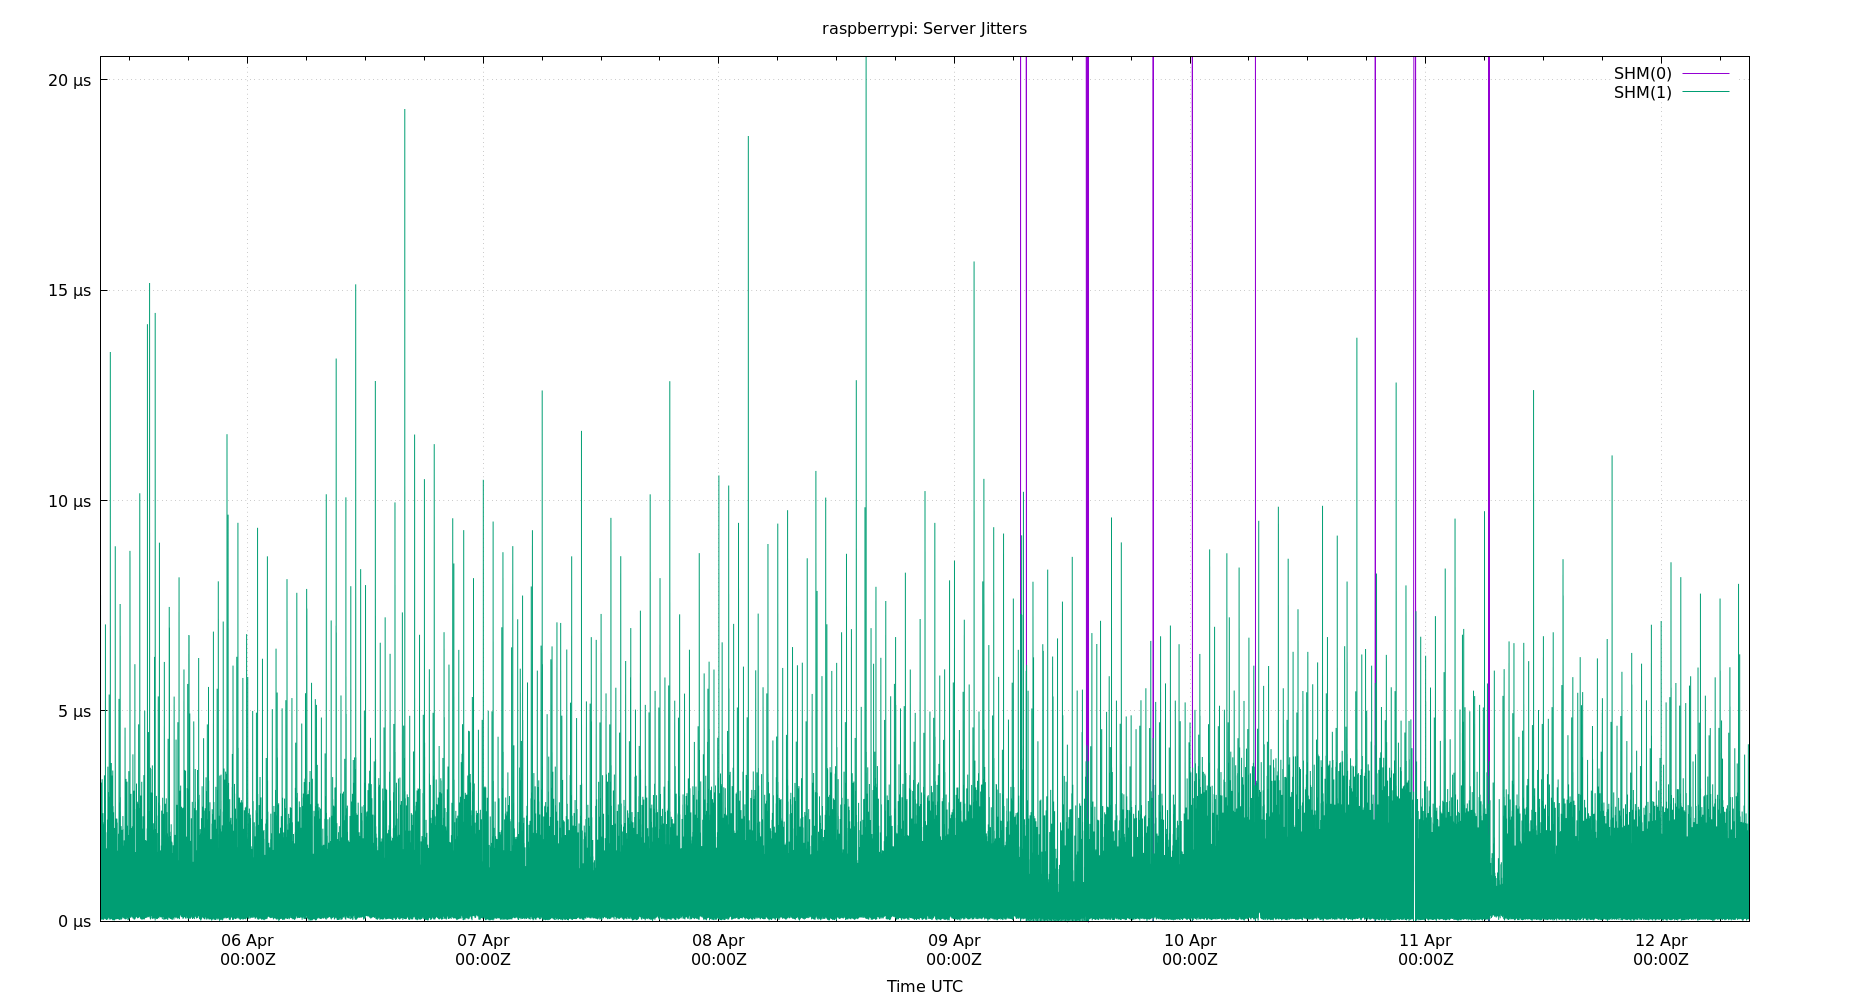 raspberrypi: Server Jitters
SHM(0)
SHM(1)
20 µs
15 µs
10 µs
5 µs
0 µs
06 Apr 07 Apr 08 Apr 09 Apr 10 Apr 11 Apr 12 Apr
00:00Z 00:00Z 00:00Z 00:00Z 00:00Z 00:00Z 00:00Z
Time UTC